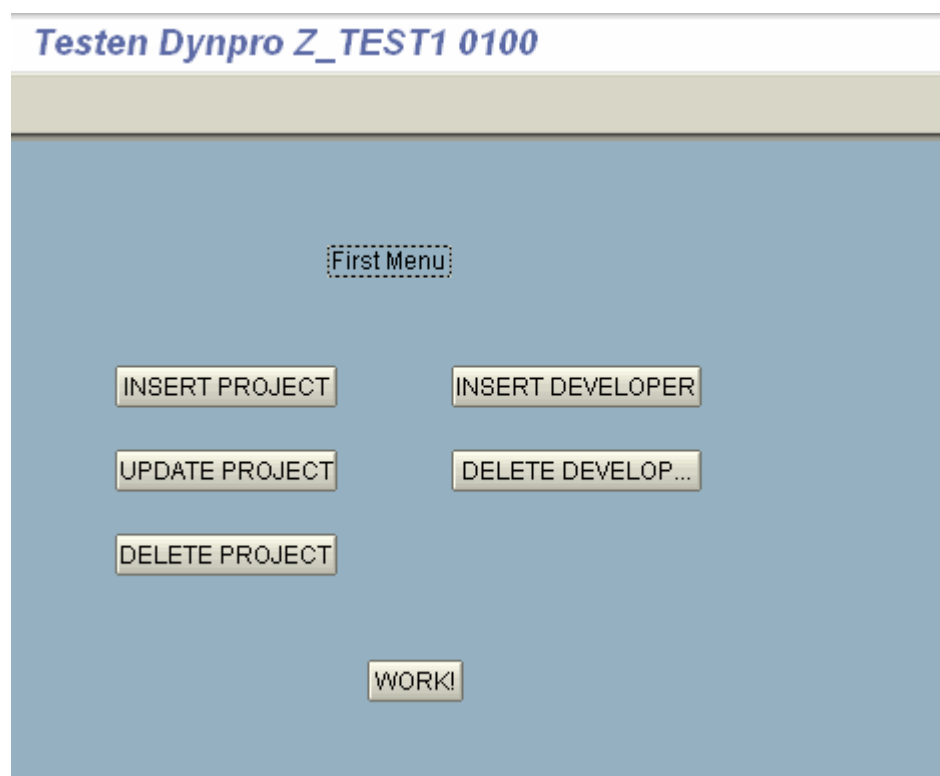 Testen Dynpro Z_TEST1 0100
First Menu
INSERT PROJECT INSERT DEVELOPER
UPDATE PROJECT DELETE DEVELOP...
DELETE PROJECT
WORK!